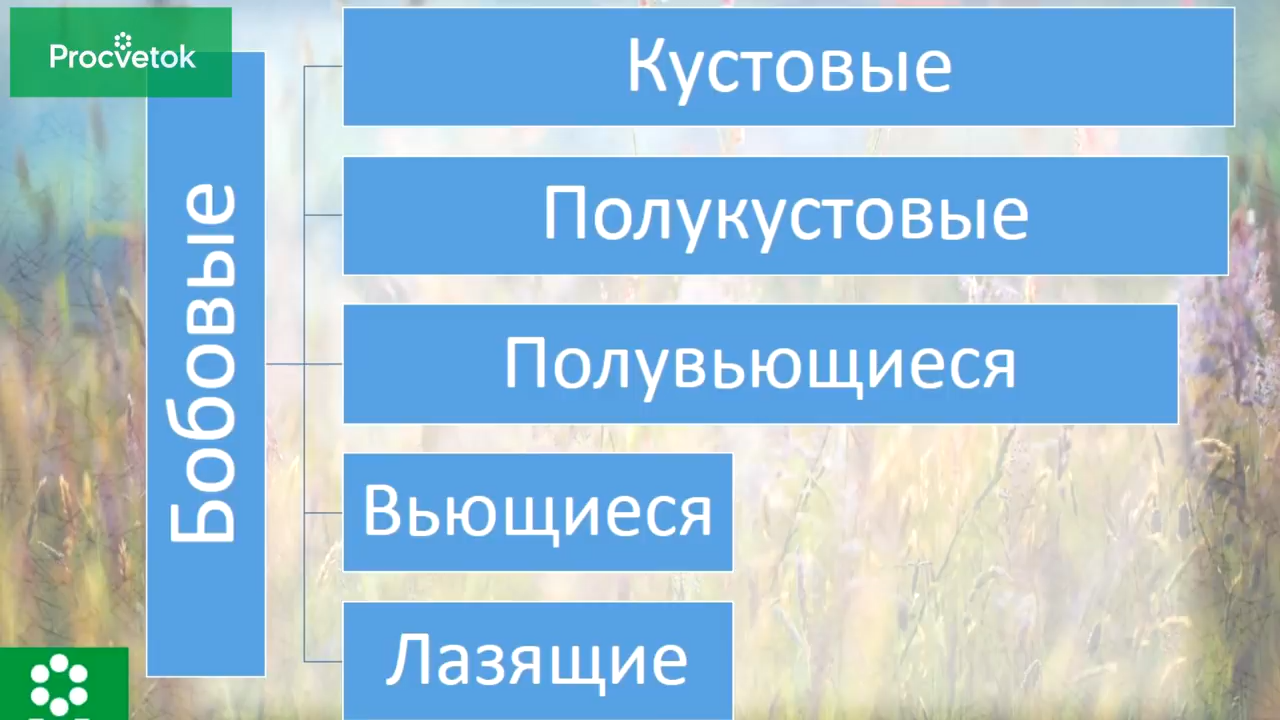 Procvetok
Бобовые
Кустовые
Полукустовые
Полувьющиеся
Вьющиеся
Лазящие